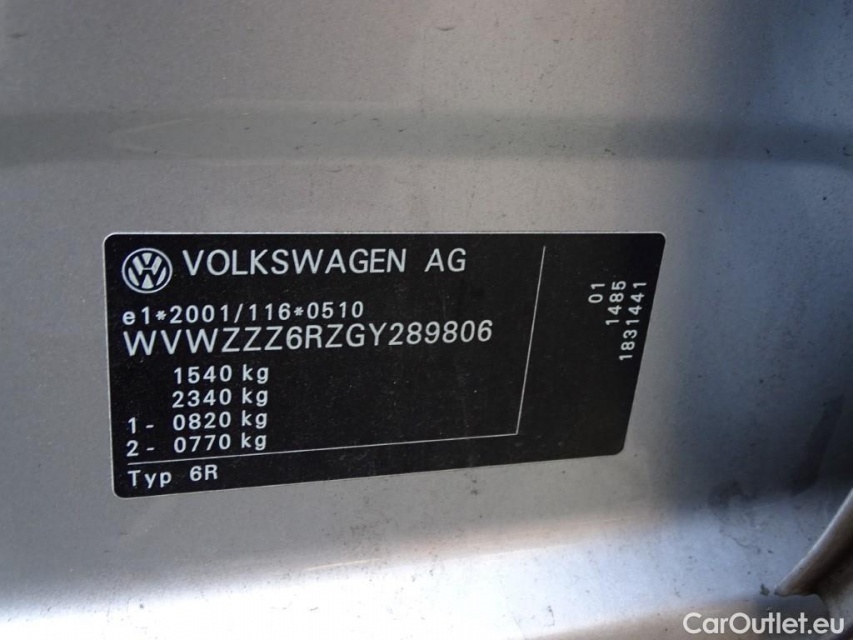 VOLKSWAGEN AG
e1*2001/116*0510
WVWZZZ6RZGY289806
1540 kg
2340 kg
1- 0820 kg
2- 0770 kg
Typ 6R
01
1485
1831441
CarOutlet.eu